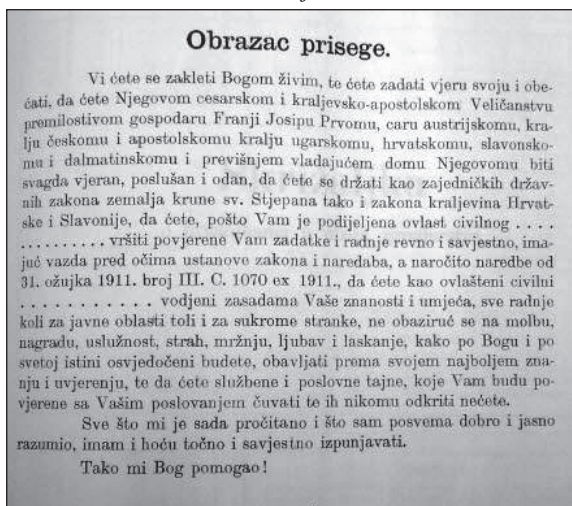 Obrazac prisege.
Vi ćete se zakleti Bogom živim, te ćete zadati vjeru svoju i obe-
ćati, da ćete Njegovom cesarskom i kraljevsko-apostolskom Veličanstvu
premilostivom gospodaru Franji Josipu Prvomu, caru austrijskomu, kra-
lju českomu i apostolskomu kralju ugarskomu, hrvatskomu, slavonsko-
mu i dalmatinskomu i previšnjem vladajućem domu Njegovomu biti
svagda vjeran, poslušan i odan, da ćete se držati kao zajedničkih držav-
nih zakona zemalja krune sv. Stjepana tako i zakona kraljevina Hrvat-
ske i Slavonije, da ćete, pošto Vam je podijeljena ovlast civilnog . . . .
. . . . . . . . . . vršiti povjerene Vam zadatke i radnje revno i savjestno, ima-
juć vazda pred očima ustanove zakona i naredaba, a naročito naredbe od
31. ožujka 1911. broj III. C. 1070 ex 1911., da ćete kao ovlašteni civilni
. . . . . . . . . . . vodjeni zasadama Vaše znanosti i umjeća, sve radnje
koli za javne oblasti toli i za sukrome stranke, ne obaziruć se na molbu,
nagradu, uslužnost, strah, mržnju, ljubav i laskanje, kako po Bogu i po
svetoj istini osvjedočeni budete, obavljati prema svojem najboljem zna-
nju i uvjerenju, te da ćete službene i poslovne tajne, koje Vam budu po-
vjerene sa Vašim poslovanjem čuvati te ih nikomu odkriti nećete.
Sve što mi je sada pročitano i što sam posvema dobro i jasno
razumio, imam i hoću točno i savjestno izpunjavati.
Tako mi Bog pomogao!